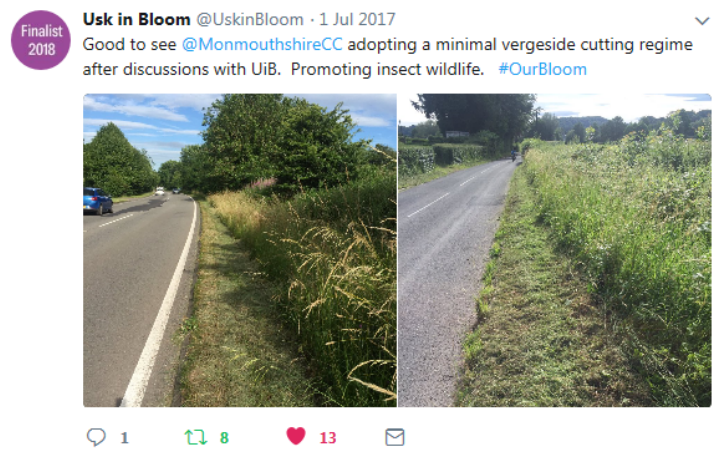 Finalist
2018
Usk in Bloom @UskinBloom · 1 Jul 2017
Good to see @MonmouthshireCC adopting a minimal vergeside cutting regime
after discussions with UiB.  Promoting insect wildlife.   #OurBloom
1 8 13